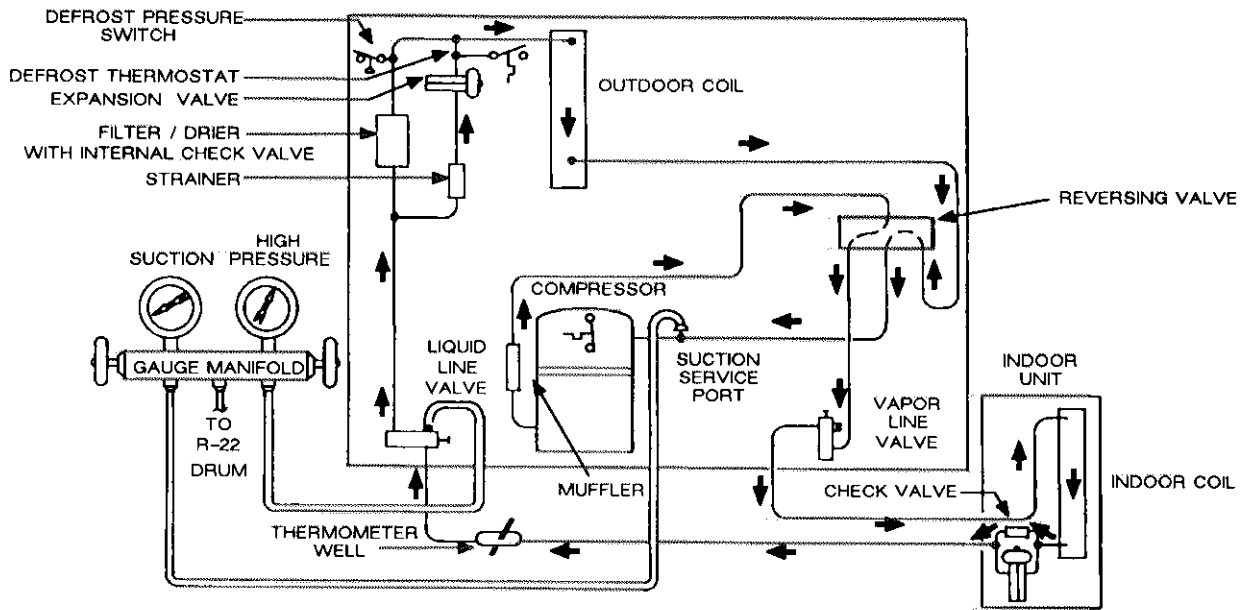 DEFROST PRESSURE
SWITCH
DEFROST THERMOSTAT
EXPANSION VALVE
FILTER / DRIER
WITH INTERNAL CHECK VALVE
STRAINER
OUTDOOR COIL
REVERSING VALVE
HIGH
SUCTION PRESSURE
GAUGE MANIFOLD
TO
R-22
DRUM
LIQUID
LINE
VALVE
COMPRESSOR
SUCTION
SERVICE
PORT
MUFFLER
VAPOR
LINE
VALVE
INDOOR
UNIT
CHECK VALVE
INDOOR COIL
THERMOMETER
WELL